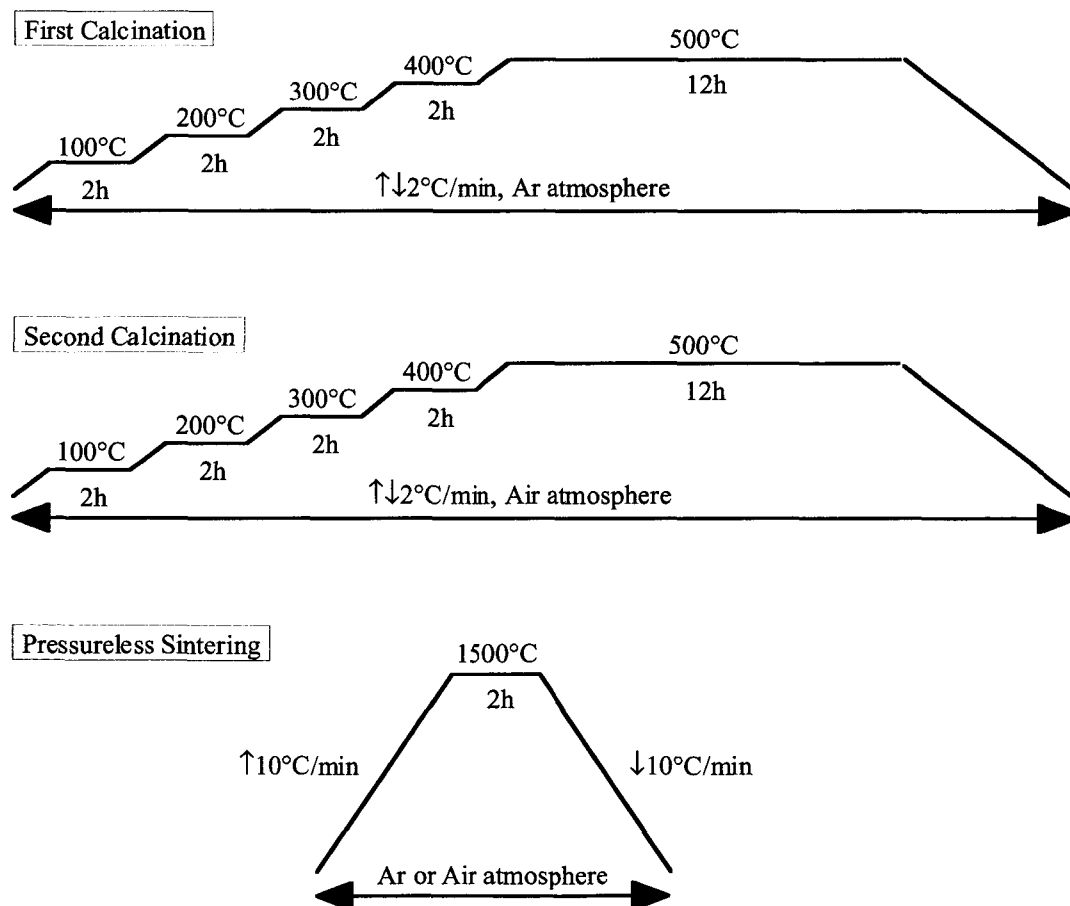 First Calcination
500°C
400°C
12h
300°C
2h
200°C
2h
100°C
2h
2h
↑↓2°C/min, Ar atmosphere
Second Calcination
500°C
400°C
12h
300°C
2h
200°C
2h
100°C
2h
2h
↑↓2°C/min, Air atmosphere
Pressureless Sintering
1500°C
2h
↑10°C/min
↓10°C/min
Ar or Air atmosphere